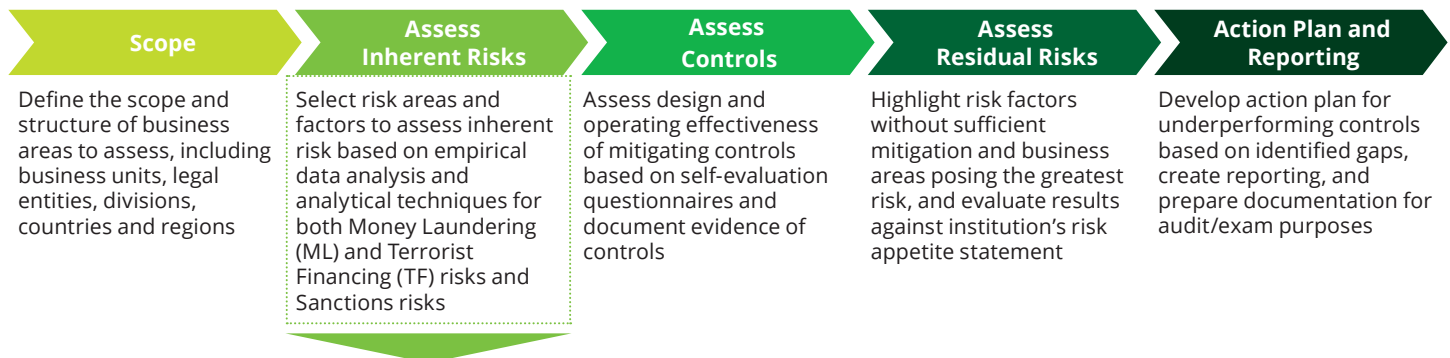 Scope
Define the scope and
structure of business
areas to assess, including
business units, legal
entities, divisions,
countries and regions
Assess
Inherent Risks
Select risk areas and
factors to assess inherent
risk based on empirical
data analysis and
analytical techniques for
both Money Laundering
(ML) and Terrorist
Financing (TF) risks and
Sanctions risks
Assess
Controls
Assess design and
operating effectiveness
of mitigating controls
based on self-evaluation
questionnaires and
document evidence of
controls
Assess
Residual Risks
Highlight risk factors
without sufficient
mitigation and business
areas posing the greatest
risk, and evaluate results
against institution’s risk
appetite statement
Action Plan and
Reporting
Develop action plan for
underperforming controls
based on identified gaps,
create reporting, and
prepare documentation for
audit/exam purposes